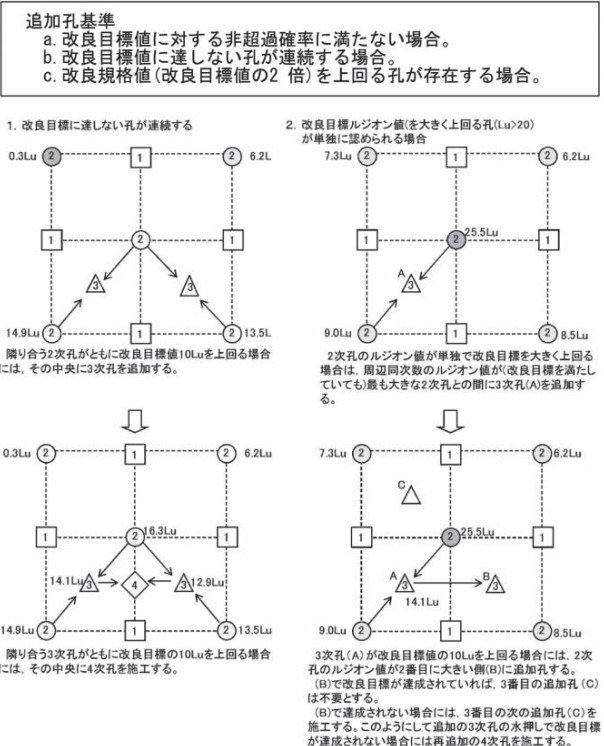 追加孔基準
a. 改良目標値に対する非超過確率に満たない場合。
b. 改良目標値に達しない孔が連続する場合。
c. 改良規格値(改良目標値の2 倍)を上回る孔が存在する場合。
1. 改良目標に達しない孔が連続する
0.3Lu 2 1 2 6.2L
1 2 1
3 3
14.9Lu 2 1 2 13.5L
隣り合う2次孔がともに改良目標値10Luを上回る場合
には, その中央に3次孔を追加する。
0.3Lu 2 1 2 6.2Lu
1 2 16.3Lu 1
14.1Lu 3 4 3 12.9Lu
14.9Lu 2 1 2 13.5Lu
隣り合う3次孔がともに改良目標の10Luを上回る場合
には, その中央に4次孔を施工する。
2. 改良目標ルジオン値(を大きく上回る孔(Lu>20)
が単独に認められる場合
7.3Lu 2 1 2 6.2Lu
1 2 25.5Lu 1
A 3
9.0Lu 2 1 2 8.5Lu
2次孔のルジオン値が単独で改良目標を大きく上回る
場合は, 周辺同次数のルジオン値が(改良目標を満たし
ていても)最も大きな2次孔との間に3次孔(A)を追加す
る。
7.3Lu 2 1 2 6.2Lu
C
1 2 25.5Lu 1
A 3 B 3
14.1Lu
9.0Lu 2 1 2 8.5Lu
3次孔(A)が改良目標値の10Luを上回る場合には, 2次
孔のルジオン値が2番目に大きい側(B)に追加孔する。
(B)で改良目標が達成されていれば, 3番目の追加孔(C)
は不要とする。
(B)で達成されない場合には, 3番目の次の追加孔(C)を
施工する。このようにして追加の3次孔の水押しで改良目標
が達成されない場合には再追加の4次孔を施工する。